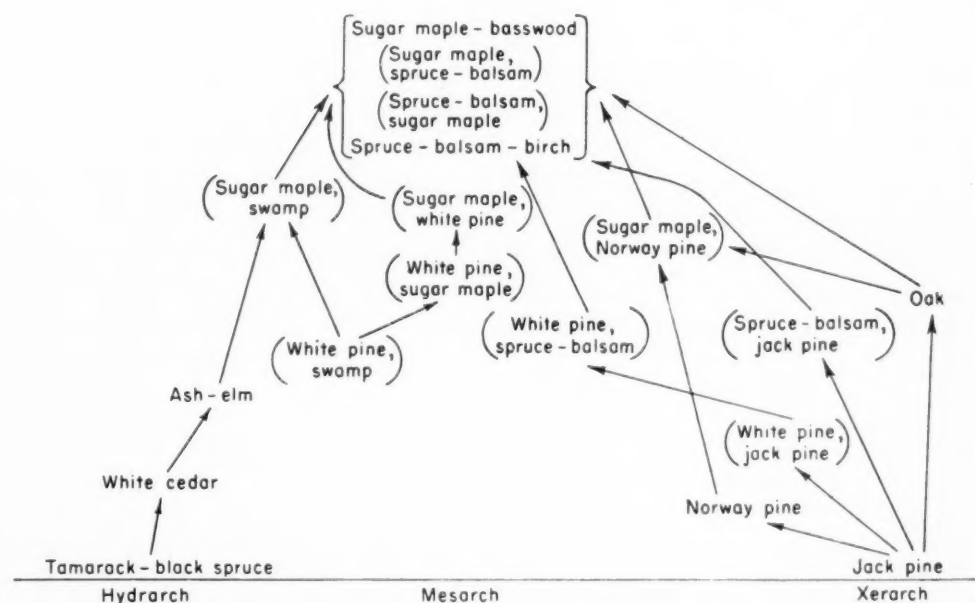 Sugar maple - basswood
(Sugar maple,
spruce - balsam)
(Spruce - balsam,
sugar maple)
Spruce - balsam - birch
(Sugar maple,
swamp)
(Sugar maple,
white pine)
(Sugar maple,
Norway pine)
(White pine,
sugar maple)
Oak
(White pine,
spruce - balsam)
(Spruce - balsam,
jack pine)
(White pine,
swamp)
Ash - elm
(White pine,
jack pine)
White cedar
Norway pine
Tamarack - black spruce
Jack pine
Hydrarch
Mesarch
Xerarch